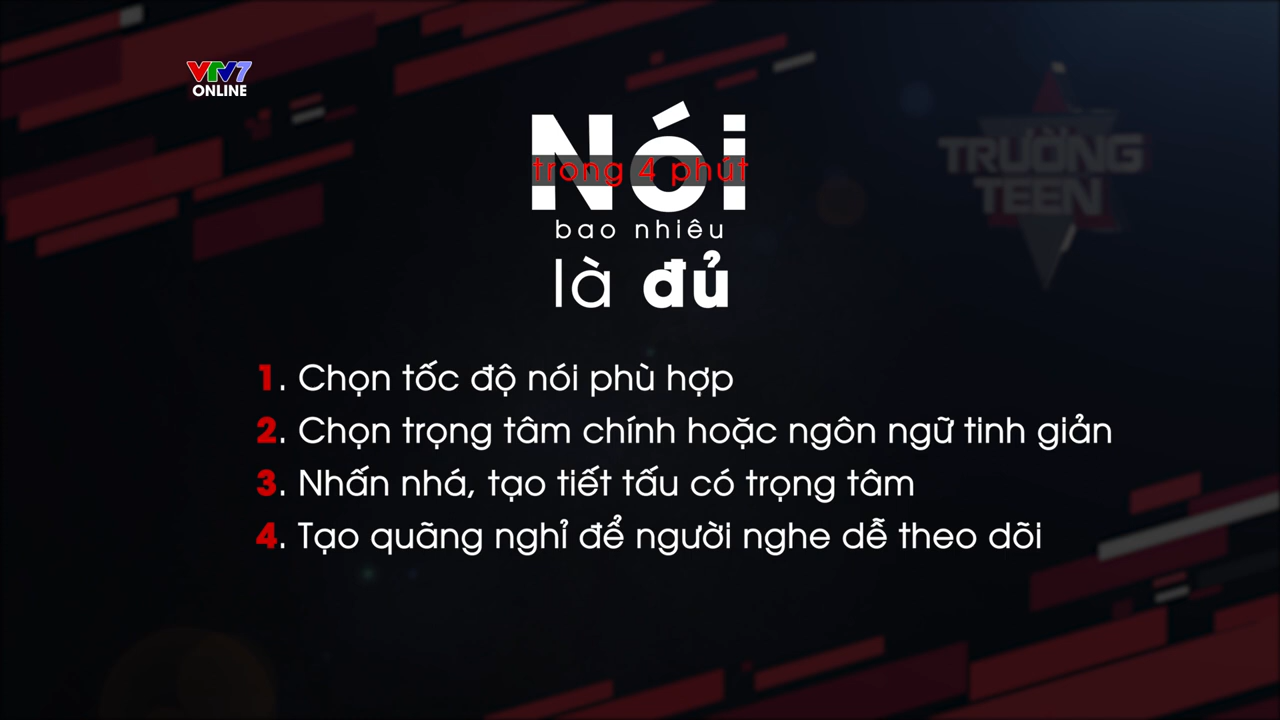 VTV7
ONLINE
TRƯỜNG
TEEN
Nói
trong 4 phút
bao nhiêu
là đủ
1. Chọn tốc độ nói phù hợp
2. Chọn trọng tâm chính hoặc ngôn ngữ tinh giản
3. Nhấn nhá, tạo tiết tấu có trọng tâm
4. Tạo quãng nghỉ để người nghe dễ theo dõi